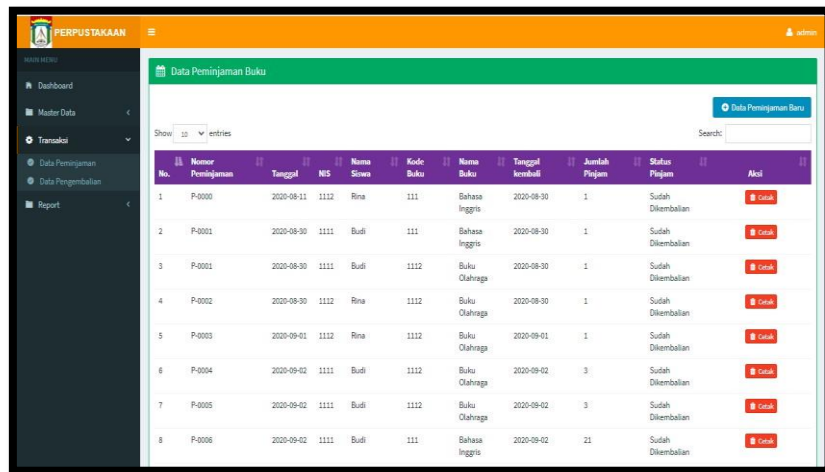 PERPUSTAKAAN
admin
MAIN MENU
Dashboard
Master Data
Transaksi
Data Peminjaman
Data Pengembalian
Report
Data Peminjaman Buku
Data Peminjaman Baru
Show 10 entries Search:
No. Nomor Peminjaman Tanggal NIS Nama Siswa Kode Buku Nama Buku Tanggal kembali Jumlah Pinjam Status Pinjam Aksi
1 P-0000 2020-08-11 1112 Rina 111 Bahasa Inggris 2020-08-30 1 Sudah Dikembalian Cetak
2 P-0001 2020-08-30 1111 Budi 111 Bahasa Inggris 2020-08-30 1 Sudah Dikembalian Cetak
3 P-0001 2020-08-30 1111 Budi 1112 Buku Olahraga 2020-08-30 1 Sudah Dikembalian Cetak
4 P-0002 2020-08-30 1112 Rina 1112 Buku Olahraga 2020-08-30 1 Sudah Dikembalian Cetak
5 P-0003 2020-09-01 1112 Rina 1112 Buku Olahraga 2020-09-01 1 Sudah Dikembalian Cetak
6 P-0004 2020-09-02 1111 Budi 1112 Buku Olahraga 2020-09-02 3 Sudah Dikembalian Cetak
7 P-0005 2020-09-02 1111 Budi 1112 Buku Olahraga 2020-09-02 3 Sudah Dikembalian Cetak
8 P-0006 2020-09-02 1111 Budi 111 Bahasa Inggris 2020-09-02 21 Sudah Dikembalian Cetak